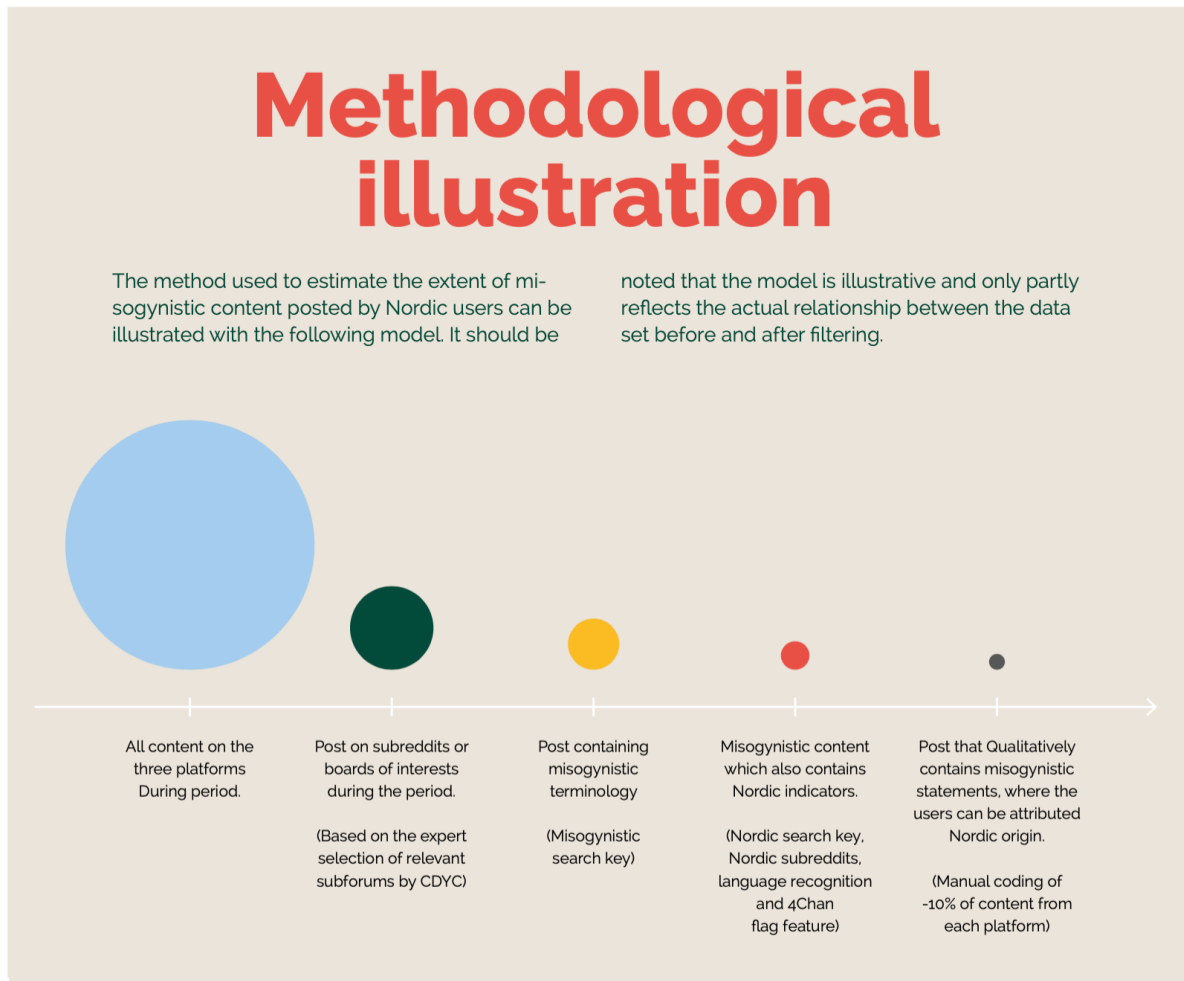 Methodological
illustration
The method used to estimate the extent of mi-
sogynistic content posted by Nordic users can be
illustrated with the following model. It should be
noted that the model is illustrative and only partly
reflects the actual relationship between the data
set before and after filtering.
All content on the
three platforms
During period.
Post on subreddits or
boards of interests
during the period.
(Based on the expert
selection of relevant
subforums by CDYC)
Post containing
misogynistic
terminology
(Misogynistic
search key)
Misogynistic content
which also contains
Nordic indicators.
(Nordic search key,
Nordic subreddits,
language recognition
and 4Chan
flag feature)
Post that Qualitatively
contains misogynistic
statements, where the
users can be attributed
Nordic origin.
(Manual coding of
-10% of content from
each platform)